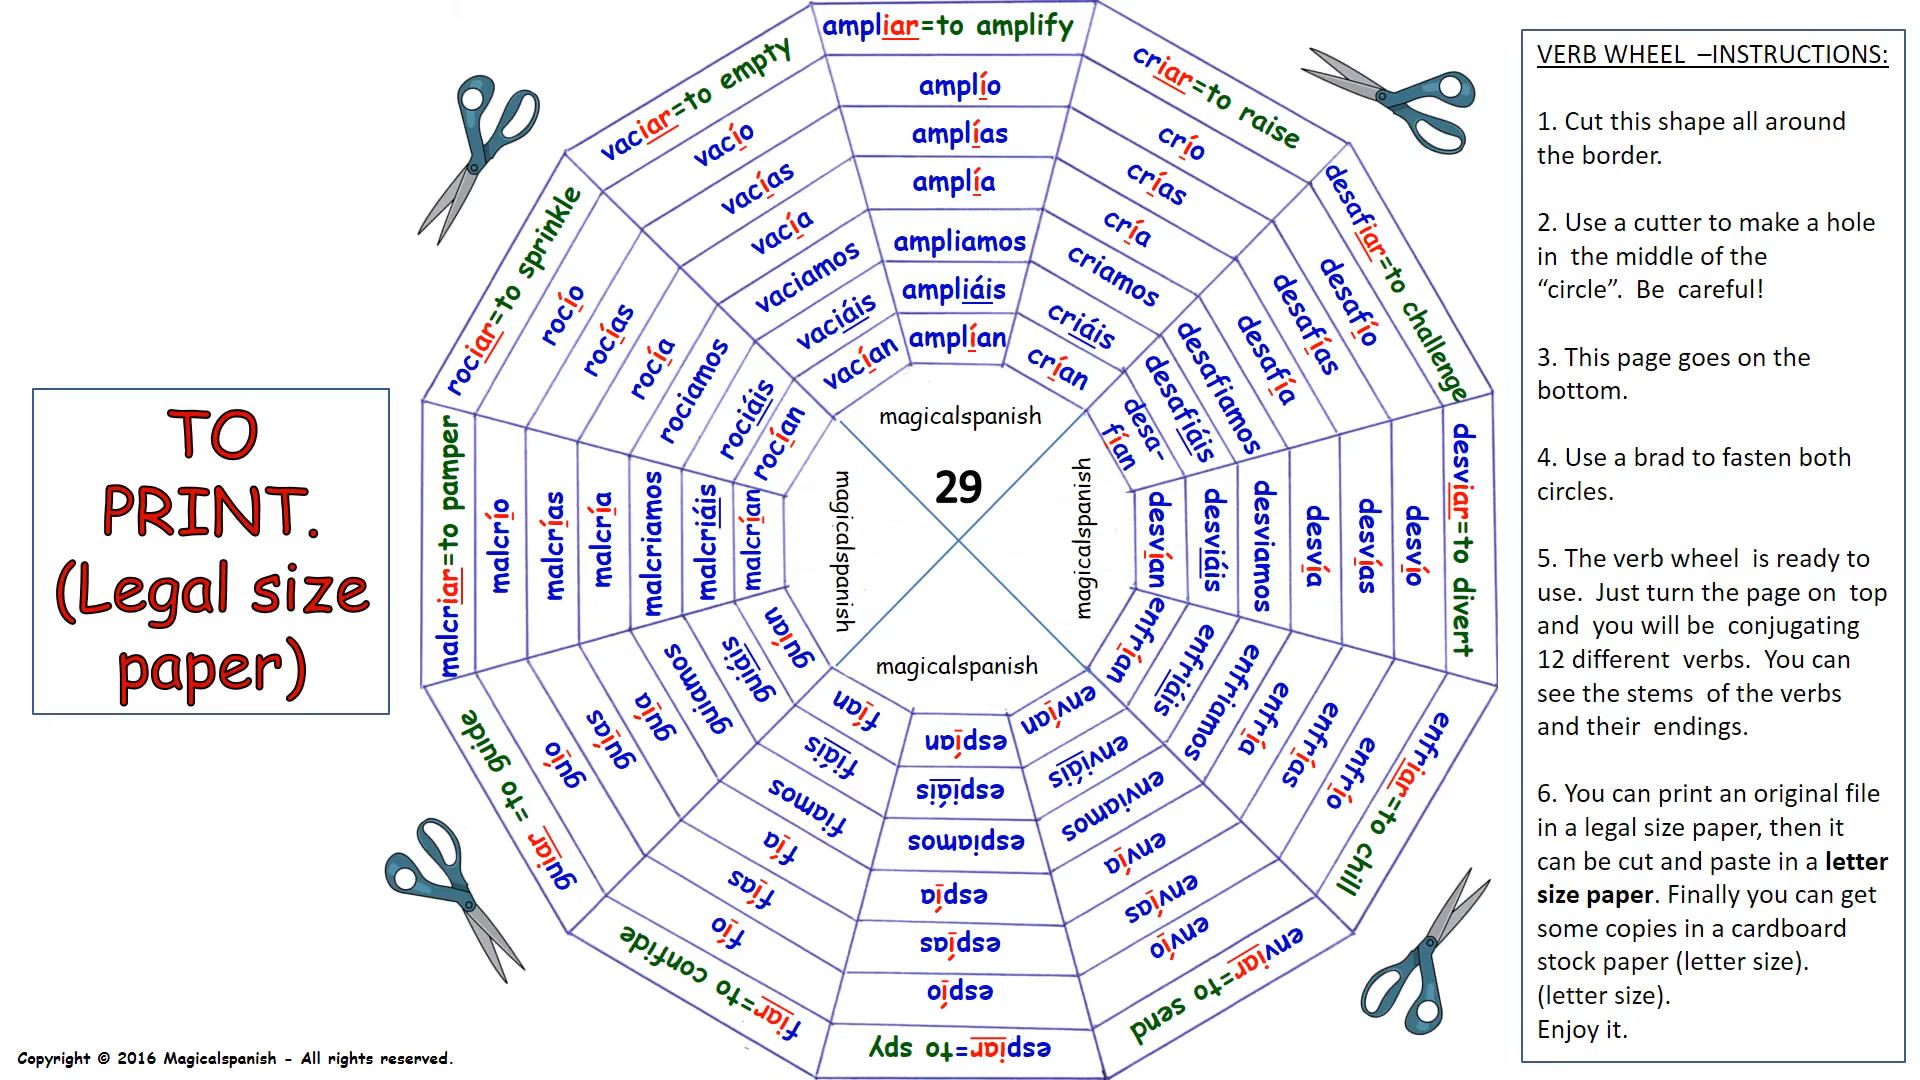 TO
PRINT.
(Legal size
paper)
ampliar=to amplify
amplío
amplías
amplía
ampliamos
ampliáis
amplían
criar=to raise
crío
crías
cría
criamos
criáis
crían
desafiar=to challenge
desafío
desafías
desafía
desafiamos
desafiáis
desa-
fían
desviar=to divert
desvío
desvías
desvía
desviamos
desviáis
desvían
enfriar=to chill
enfrío
enfrías
enfría
enfriamos
enfriáis
enfrían
enviar=to send
envío
envías
envía
enviamos
enviáis
envían
espiar=to spy
espío
espías
espía
espiamos
espiáis
espían
fiar=to confide
fío
fías
fía
fiamos
fiáis
fían
guiar = to guide
guío
guías
guía
guiamos
guiáis
guían
malcriar=to pamper
malcrío
malcrías
malcría
malcriamos
malcriáis
malcrían
rociar=to sprinkle
rocío
rocías
rocía
rociamos
rociáis
rocían
vaciar=to empty
vacío
vacías
vacía
vaciamos
vaciáis
vacían
magicalspanish
29
magicalspanish
magicalspanish
magicalspanish
VERB WHEEL –INSTRUCTIONS:
1. Cut this shape all around
the border.
2. Use a cutter to make a hole
in the middle of the
“circle”. Be careful!
3. This page goes on the
bottom.
4. Use a brad to fasten both
circles.
5. The verb wheel is ready to
use. Just turn the page on top
and you will be conjugating
12 different verbs. You can
see the stems of the verbs
and their endings.
6. You can print an original file
in a legal size paper, then it
can be cut and paste in a letter
size paper. Finally you can get
some copies in a cardboard
stock paper (letter size).
(letter size).
Enjoy it.
Copyright © 2016 Magicalspanish - All rights reserved.